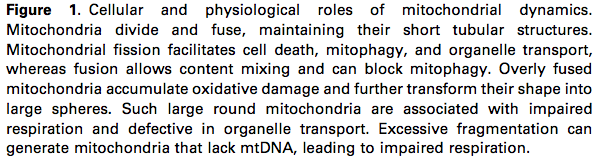 Figure 1. Cellular and physiological roles of mitochondrial dynamics.
Mitochondria divide and fuse, maintaining their short tubular structures.
Mitochondrial fission facilitates cell death, mitophagy, and organelle transport,
whereas fusion allows content mixing and can block mitophagy. Overly fused
mitochondria accumulate oxidative damage and further transform their shape into
large spheres. Such large round mitochondria are associated with impaired
respiration and defective in organelle transport. Excessive fragmentation can
generate mitochondria that lack mtDNA, leading to impaired respiration.